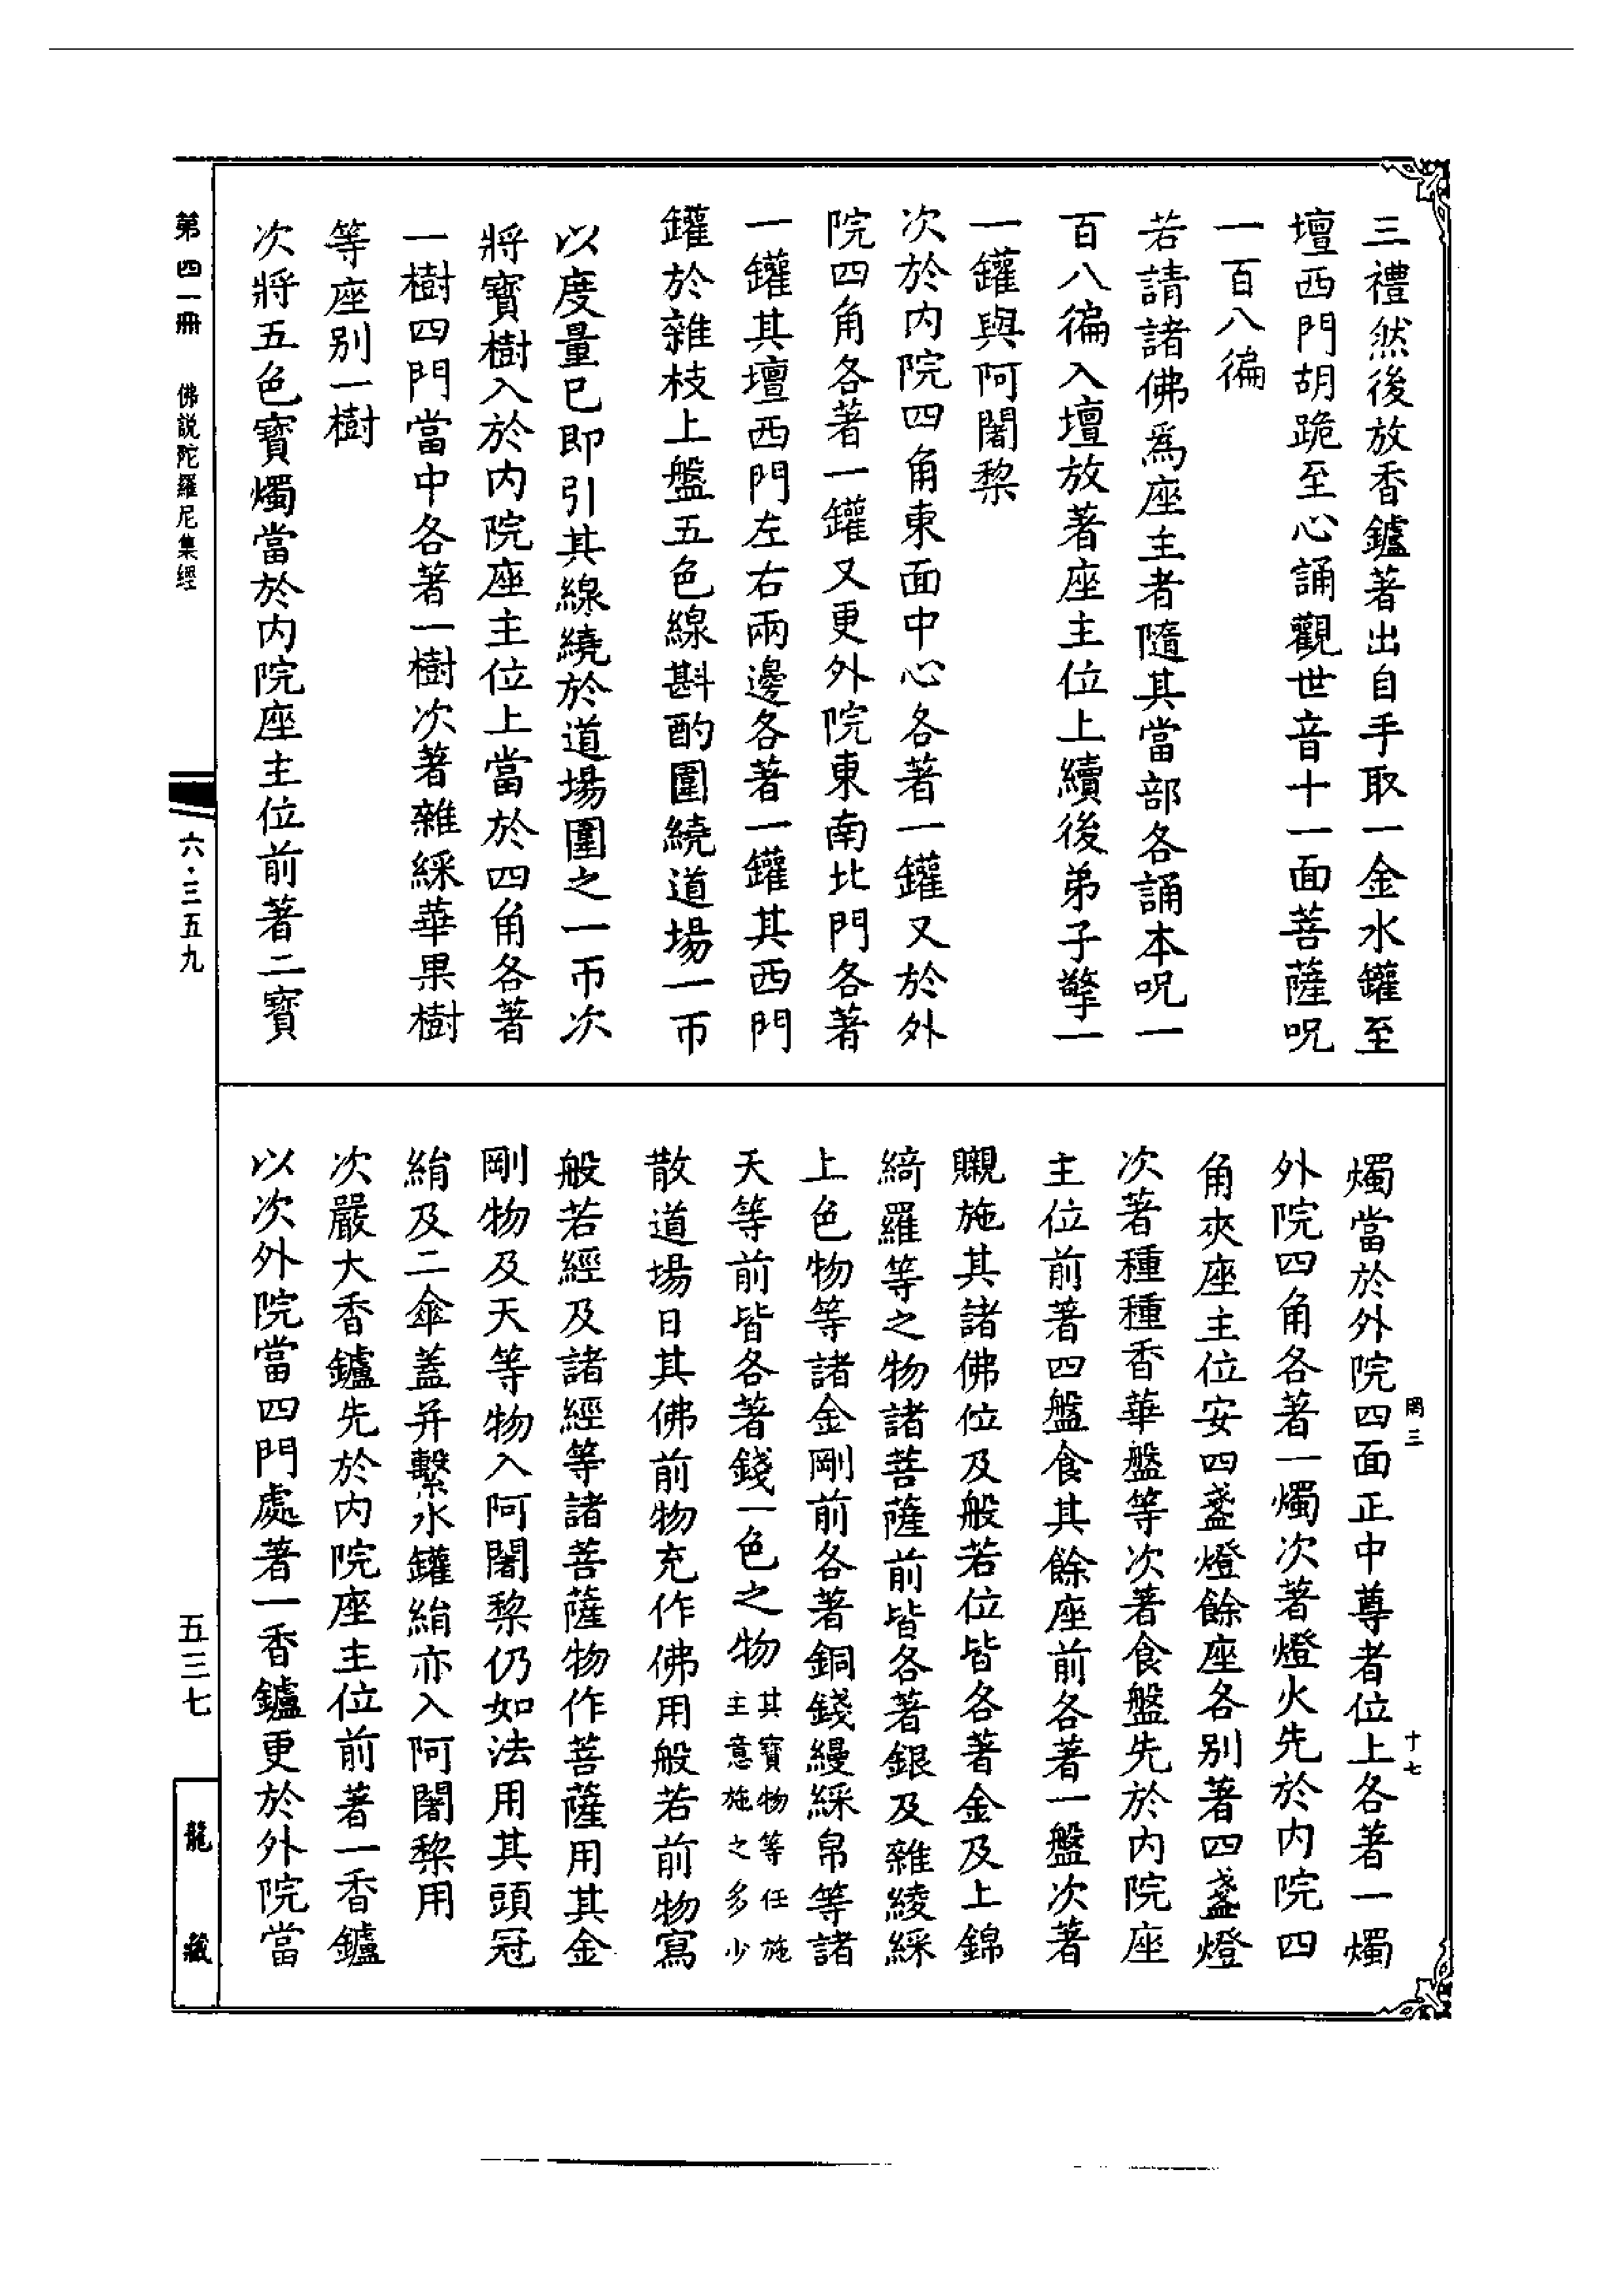 三禮然後放香鑪著出自手取一金水罐至
壇西門胡跪至心誦觀世音十一面菩薩呪
一百八徧
若請諸佛爲座主者隨其當部各誦本呪一
百八徧入壇放著座主位上續後弟子擎一
一罐與阿闍棃
次於内院四角東面中心各著一罐又於外
院四角各著一罐又更外院東南北門各著
一罐其壇西門左右兩邊各著一罐其西門
罐於雜枝上盤五色線斟酌圍繞道場一帀
以度量已即引其線繞於道場圍之一帀次
將寳樹入於内院座主位上當於四角各著
一樹四門當中各著一樹次著雜綵華果樹
等座别一樹
次將五色寳燭當於内院座主位前著二寳
燭當於外院四面正中尊者位上各著一燭
外院四角各著一燭次著燈火先於内院四
角夾座主位安四盞燈餘座各别著四盞燈
次著種種香華盤等次著食盤先於内院座
主位前著四盤食其餘座前各著一盤次著
䞋施其諸佛位及般若位皆各著金及上錦
綺羅等之物諸菩薩前皆各著銀及雜綾綵
上色物等諸金剛前各著銅錢縵綵帛等諸
天等前皆各著錢一色之物其寳物等任施
主意施之多少
散道場日其佛前物充作佛用般若前物寫
般若經及諸經等諸菩薩物作菩薩用其金
剛物及天等物入阿闍棃仍如法用其頭冠
絹及二傘蓋并繫水罐絹亦入阿闍棃用
次嚴大香鑪先於内院座主位前著一香鑪
以次外院當四門處著一香鑪更於外院當
罔三
十七
第四一冊 佛説陀羅尼集經
六·三五九
五三七
龍藏